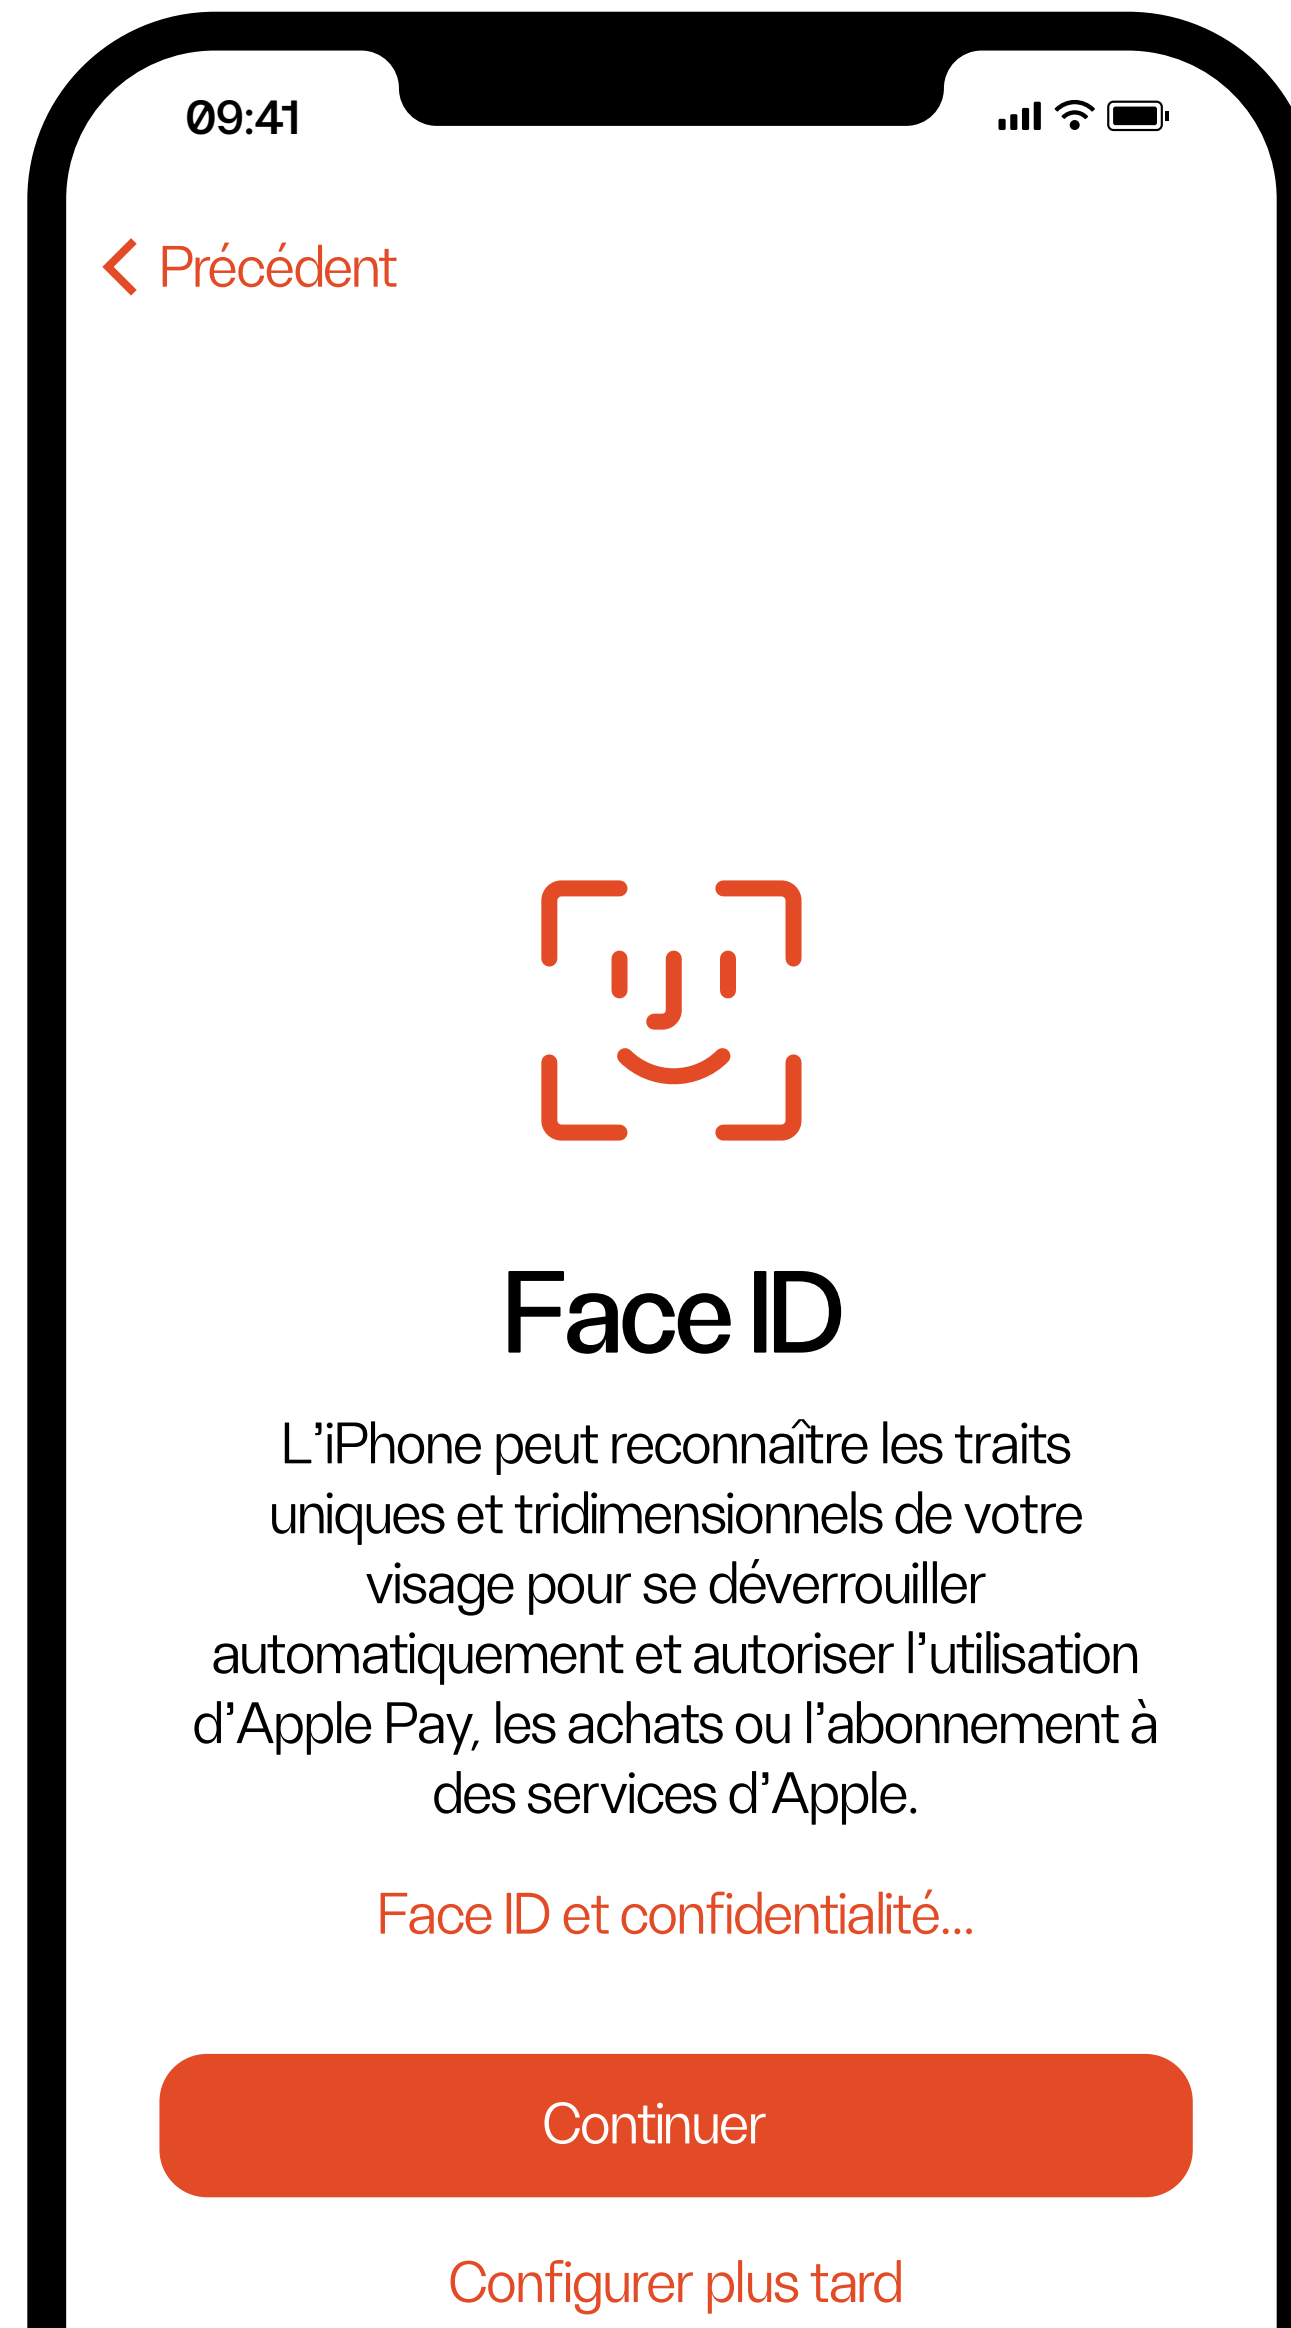 09:41
Précédent
Face ID
L’iPhone peut reconnaître les traits
uniques et tridimensionnels de votre
visage pour se déverrouiller
automatiquement et autoriser l’utilisation
d’Apple Pay, les achats ou l’abonnement à
des services d’Apple.
Face ID et confidentialité...
Continuer
Configurer plus tard